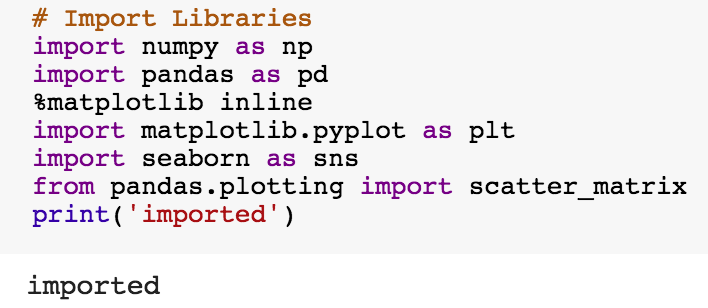 # Import Libraries
import numpy as np
import pandas as pd
%matplotlib inline
import matplotlib.pyplot as plt
import seaborn as sns
from pandas.plotting import scatter_matrix
print('imported')
imported